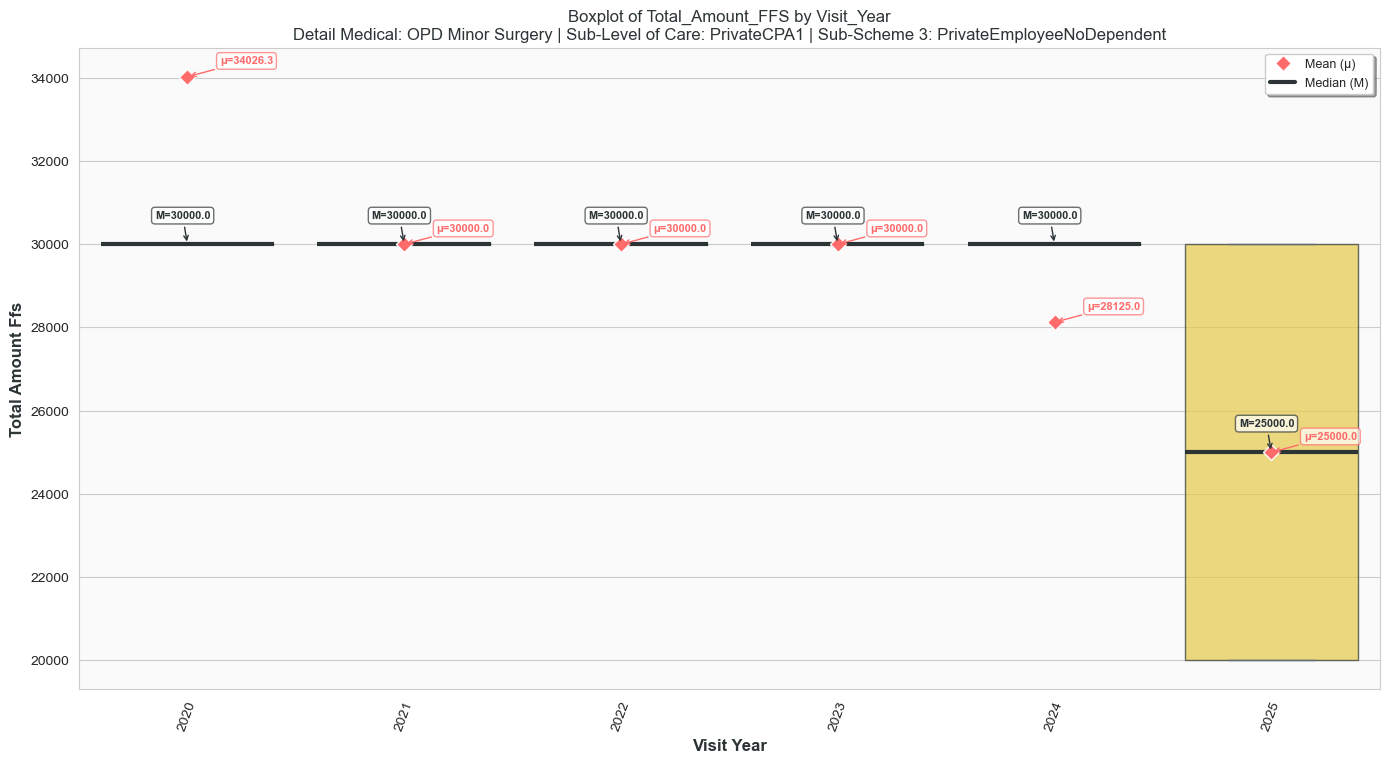 Boxplot of Total_Amount_FFS by Visit_Year
Detail Medical: OPD Minor Surgery | Sub-Level of Care: PrivateCPA1 | Sub-Scheme 3: PrivateEmployeeNoDependent
Mean (μ)
Median (M)
Total Amount Ffs
34000
32000
30000
28000
26000
24000
22000
20000
μ=34026.3
M=30000.0
M=30000.0
μ=30000.0
M=30000.0
μ=30000.0
M=30000.0
μ=30000.0
M=30000.0
μ=28125.0
M=25000.0
μ=25000.0
2020
2021
2022
2023
2024
2025
Visit Year